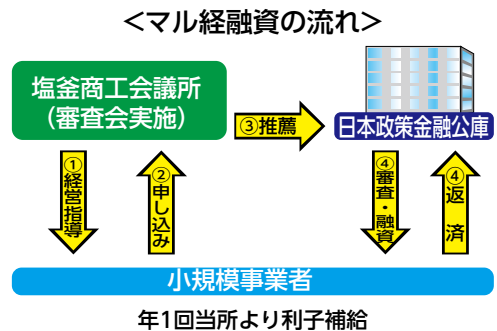 ＜マル経融資の流れ＞
塩釜商工会議所
（審査会実施）
③推薦
日本政策金融公庫
①経営指導
②申し込み
④審査・融資
④返済
小規模事業者
年1回当所より利子補給